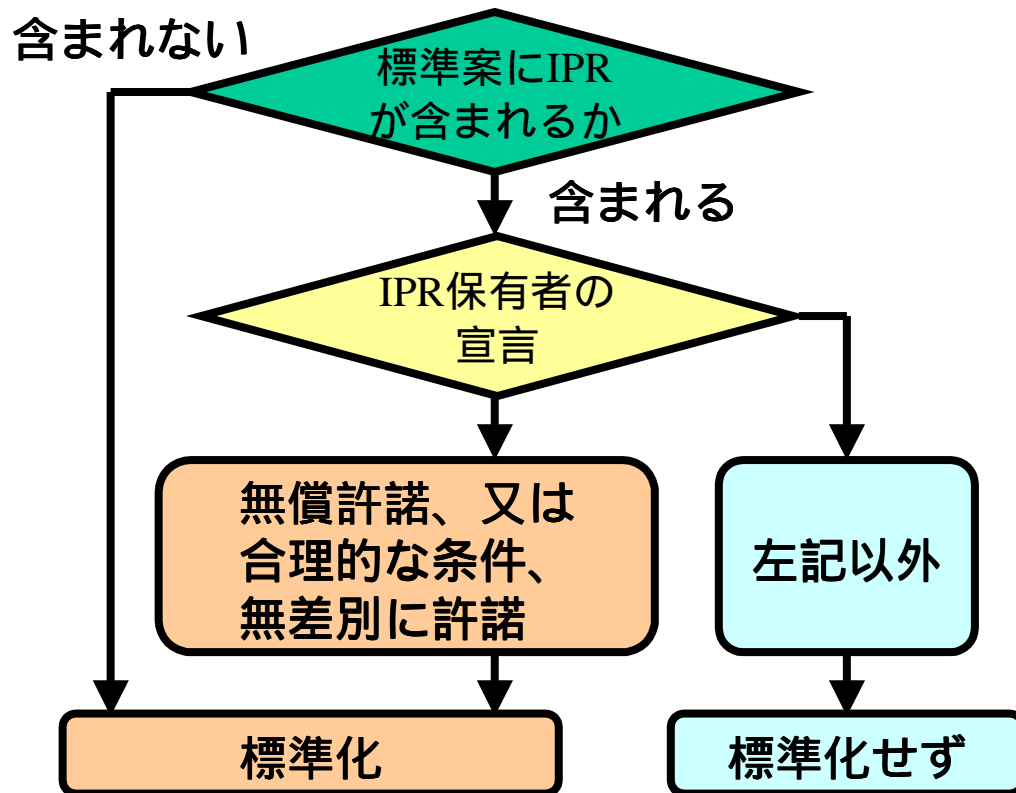 含まれない
標準案にIPR
が含まれるか
含まれる
IPR保有者の
宣言
無償許諾、又は
合理的な条件、
無差別に許諾
左記以外
標準化
標準化せず